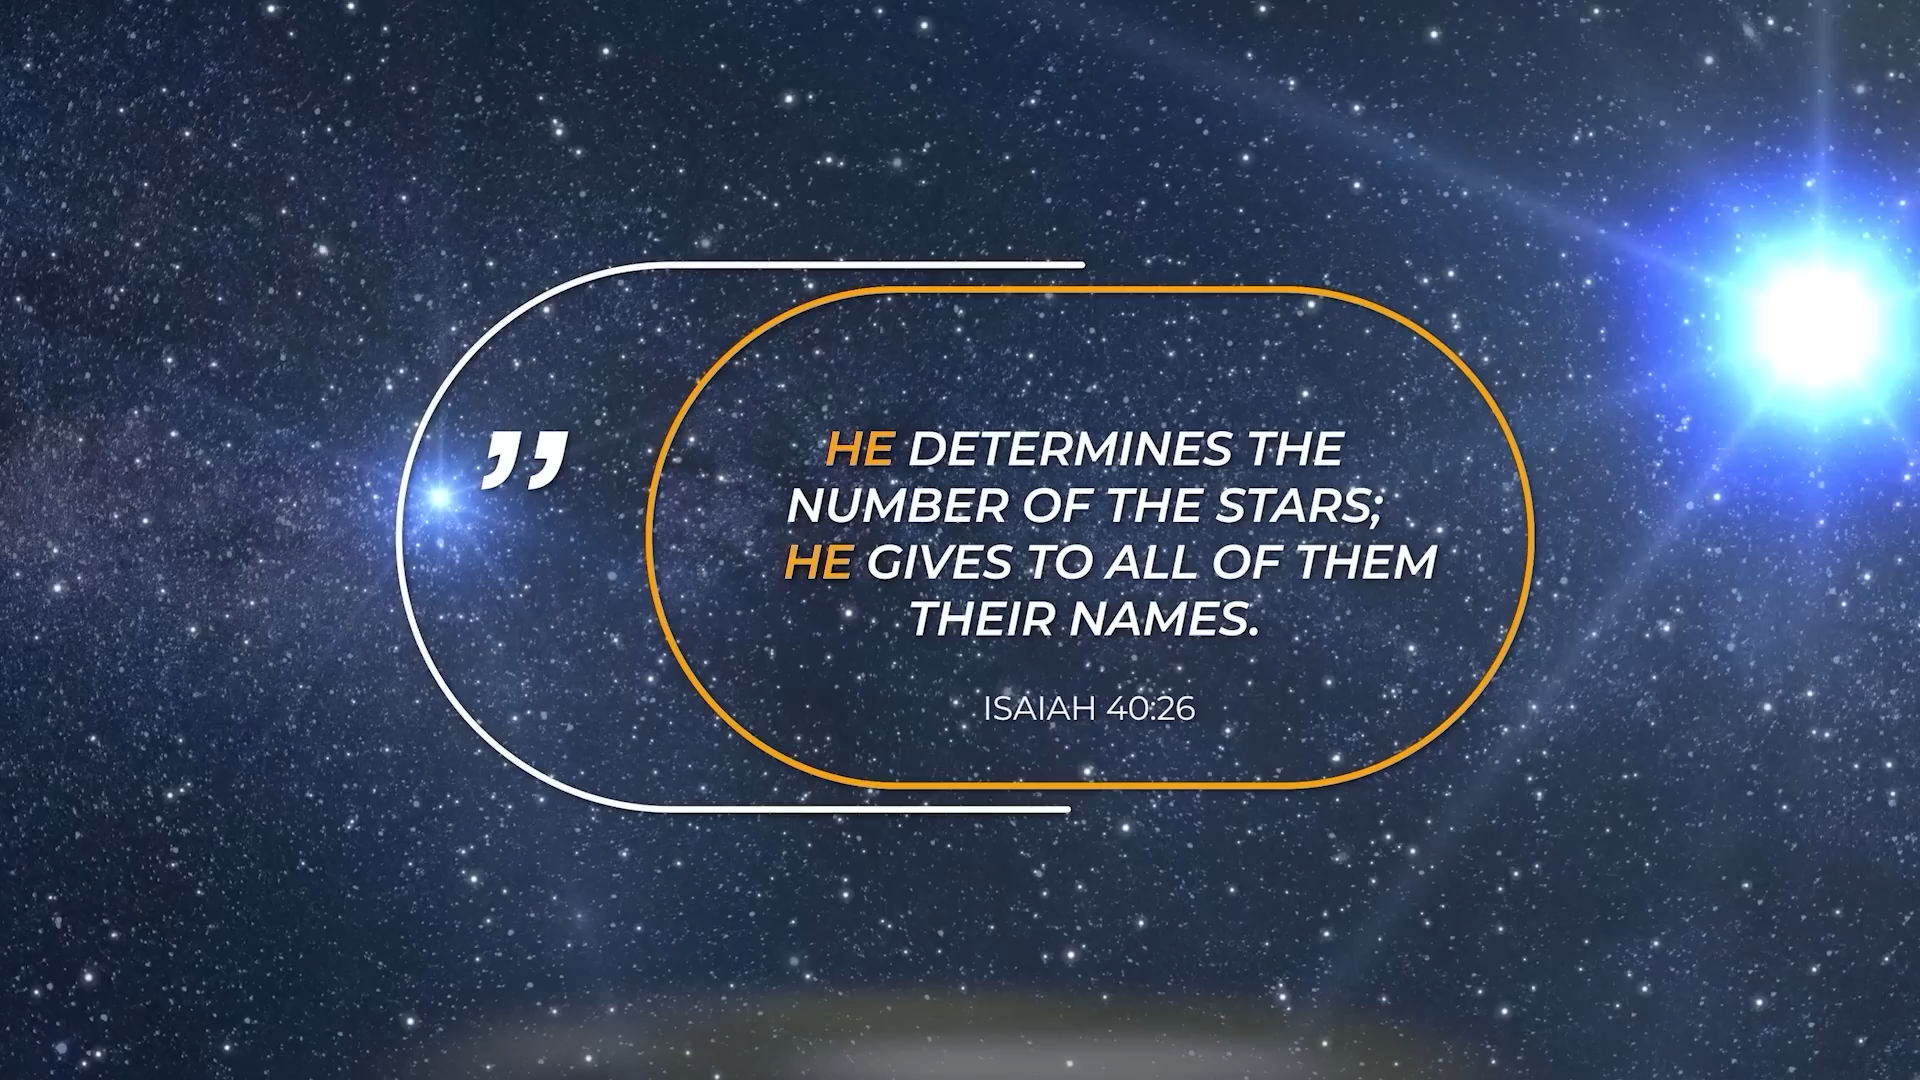 ”
HE DETERMINES THE
NUMBER OF THE STARS;
HE GIVES TO ALL OF THEM
THEIR NAMES.
ISAIAH 40:26